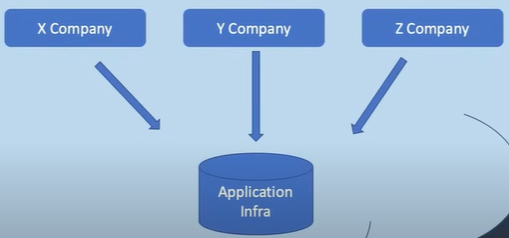 X Company
Y Company
Z Company
Application
Infra